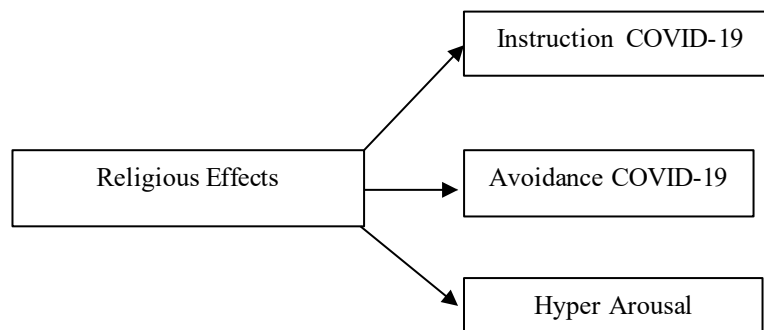 Instruction COVID-19
Religious Effects
Avoidance COVID-19
Hyper Arousal